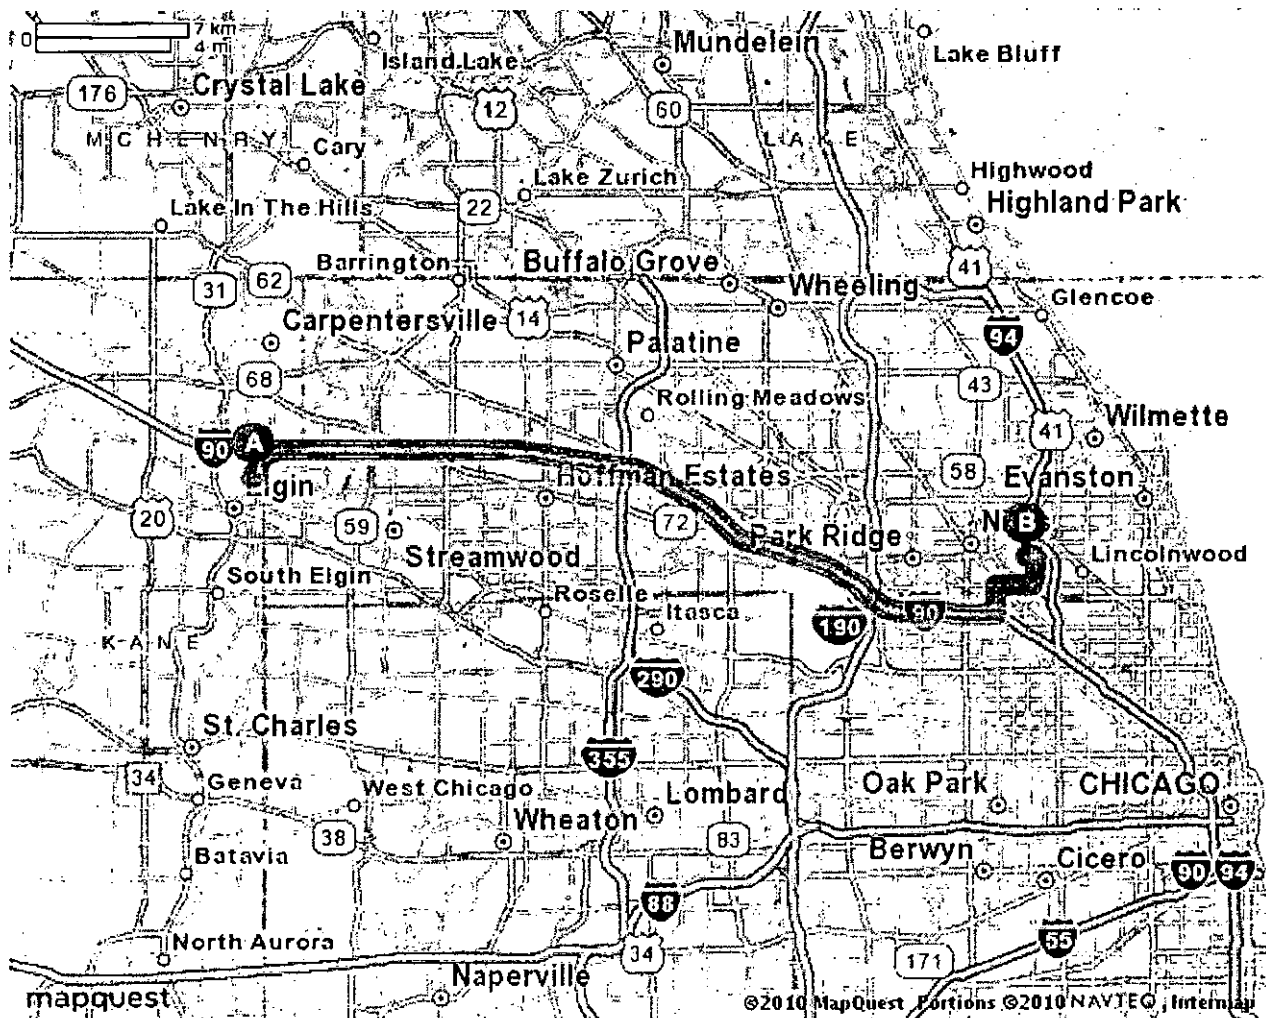 0
7 km
4 m
Mundelein
Lake Bluff
Island Lake
176
Crystal Lake
12
60
MCHENRY
LAKE
Cary
Highwood
Lake Zurich
Highland Park
Lake In The Hills
22
Barrington
Buffalo Grove
41
31
62
Wheeling
Glencoe
Carpentersville
14
94
Palatine
68
43
Rolling Meadows
Wilmette
41
90
A
58
Evanston
Hoffman Estates
Elgin
20
59
72
Park Ridge
B
Lincolnwood
Streamwood
South Elgin
Roselle
Itasca
190
90
KANE
290
St. Charles
355
34
Geneva
West Chicago
Lombard
Oak Park
CHICAGO
Wheaton
38
83
Berwyn
Cicero
Batavia
90
94
88
North Aurora
34
55
171
Naperville
mapquest
©2010 MapQuest Portions ©2010 NAVTEQ, Intermap